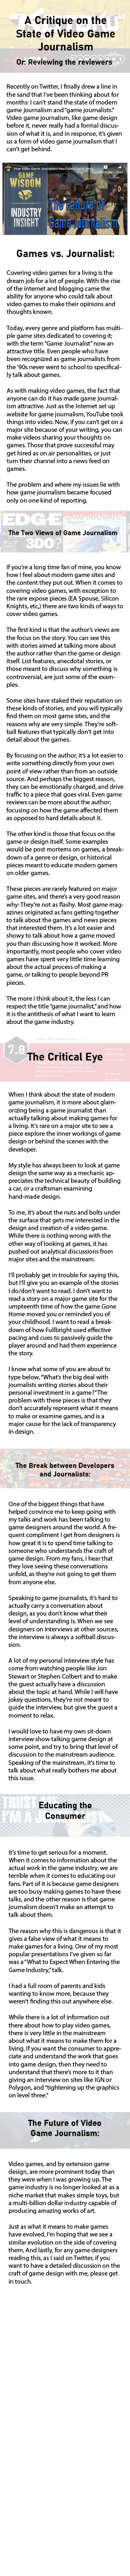 A Critique on the
State of Video Game
Journalism
Or: Reviewing the reviewers
Recently on Twitter, I finally drew a line in
the sand that I've been thinking about for
months: I can't stand the state of modern
game journalism and "game journalists."
Video game journalism, like game design
before it, never really had a formal discus-
sion of what it is, and as someone, it's given
us a form of video game journalism that I
can't get behind.
GAME
WISDOM
INDUSTRY
INSIGHT
The Failure of
Game Journalism
Games vs. Journalist:
Covering video games for a living is the
dream job for a lot of people. With the rise
of the internet and blogging came the
ability for anyone who could talk about
video games to make their opinions and
thoughts known.
Today, every genre and platform has multi-
ple game sites dedicated to covering it;
with the term "Game Journalist" now an
attractive title. Even people who have
been recognized as game journalists from
the '90s never went to school to specifical-
ly talk about games.
As with making video games, the fact that
anyone can do it has made game journal-
ism attractive. Just as the internet set up
websites for game journalism, YouTube took
things into video. Now, if you can't get on a
major site because of your writing, you can
make videos sharing your thoughts on
games. Those that are successful may
get hired as on air personalities, or just
turn their channel into news feed on
games.
The problem and where my issues lie with
how game journalism became focused
only on one kind of reporting.
EDGE
3DO
The Two Views of Game Journalism
If you're a long time fan of mine, you know
how I feel about modern game sites and
the content they put out. When it comes to
covering video games, with exception of
the rare expose pieces (EA Spouse, Silicon
Knights, etc,) there are two kinds of ways to
cover video games.
The first kind is through the author's voice
or focus on the story. You can see this
with stories aimed at talking more about
the author rather than the game or design
itself. List features, anecdotal stories, or
someone want to discuss why something is
controversial, are just some of the exam-
ples.
Some sites have staked their reputation on
these kinds of stories, and you will typically
find them on most game sites, and the
reasons why are very simple. They're soft-
ball features that typically don't go into
detail about the games.
By focusing on the author, it's a lot easier to
write something directly from your own
point of view rather than from an outside
source. And perhaps the biggest reason,
they can be emotionally charged, and drive
traffic to a piece on a major site. Even game
reviews can be more about the author;
focusing on how the game affected them
as opposed to hard details about it.
The other kind is those that focus on the
game or design itself. Some examples
would be post mortems on games, break-
down of a genre or design, or historical
pieces meant to educate modern gamers
on older games.
These pieces are rarely featured on major
game sites, and there's a very good reason
why: They're not as flashy. Most game mag-
azines originated as fans getting together
to talk about the games and news pieces
that interested them. It's a lot easier and
sexier to talk about how a game moved
you than discussing how it worked. More
importantly, most people who review video
games have spent very little time learning
about the actual process of making a
game, or talking to people beyond PR
pieces.
The more I think about it, the less I can
respect the title "game journalist," and how
it is the antithesis of what I want to learn
about the game industry.
7.8
The Critical Eye
When I think about the state of modern
game journalism, it is more about glam-
orizing being a game journalist than
actually talking about making games for
a living. It's rare on a major site to see a
story that is on the inner workings of game
design or behind the scenes with the
developer.
My style has always been to look at game
design the same way as a mechanic ap-
preciates the technical beauty of building
a car, or a craftsmen examining
hand-made design.
To me, it's about the nuts and bolts under
the surface that gets me interested in the
design and creation of a video game.
While there is nothing wrong with the
other way of looking at games, it has
pushed out analytical discussions from
major sites and the mainstream.
I'll probably get in trouble for saying this,
but I'll give you an example of the stories
I do/don't want to read. I don't want to
read a story on a major game site for the
umpteenth time of how the game Gone
Home moved you or reminded you of
your childhood. I want to read a break-
down of how Fullbright used effective
pacing and cues to passively guide the
player around and had them experience
the story.
I know what some of you are about to
type below, "What's the big deal with
journalists writing stories about their
personal investment in a game?" The
problem with these pieces is that they
don't accurately represent what it means
to make or examine games, and is a
major cause for the lack of transparency
in design.
The Break between Developers
and Journalists:
One of the biggest things that have
helped convince me to keep going with
my talks and work has been talking to
game designers around the world. A fre-
quent compliment I get from designers is
how great it is to spend time talking to
someone who understands the craft of
game design. From my fans, I hear that
they love seeing these conversations
unfold, as they're not going to get them
from anyone else.
Speaking to game journalists, it's hard to
actually carry a conversation about
design, as you don't know what their
level of understanding is. When we see
designers on interviews at other sources,
the interview is always a softball discus-
sion.
A lot of my personal interview style has
come from watching people like Jon
Stewart or Stephen Colbert and to make
the guest actually have a discussion
about the topic at hand. While I will have
jokey questions, they're not meant to
guide the interview, but give the guest a
moment to relax.
I would love to have my own sit-down
interview show talking game design at
some point, and try to bring that level of
discussion to the mainstream audience.
Speaking of the mainstream, it's time to
talk about what really bothers me about
this issue.
TRUST ME
I'M A JOURNALIST
Educating the
Consumer
It's time to get serious for a moment.
When it comes to information about the
actual work in the game industry, we are
terrible when it comes to educating our
fans. Part of it is because game designers
are too busy making games to have these
talks, and the other reason is that game
journalism doesn't make an attempt to
talk about them.
The reason why this is dangerous is that it
gives a false view of what it means to
make games for a living. One of my most
popular presentations I've given so far
was a "What to Expect When Entering the
Game Industry," talk.
I had a full room of parents and kids
wanting to know more, because they
weren't finding this out anywhere else.
While there is a lot of information out
there about how to play video games,
there is very little in the mainstream
about what it means to make them for a
living. If you want the consumer to appre-
ciate and understand the work that goes
into game design, then they need to
understand that there's more to it than
giving an interview on sites like IGN or
Polygon, and "tightening up the graphics
on level three."
The Future of Video
Game Journalism:
Video games, and by extension game
design, are more prominent today than
they were when I was growing up. The
game industry is no longer looked at as a
niche market that makes simple toys, but
a multi-billion dollar industry capable of
producing amazing works of art.
Just as what it means to make games
have evolved, I'm hoping that we see a
similar evolution on the side of covering
them. And lastly, for any game designers
reading this, as I said on Twitter, if you
want to have a detailed discussion on the
craft of game design with me, please get
in touch.